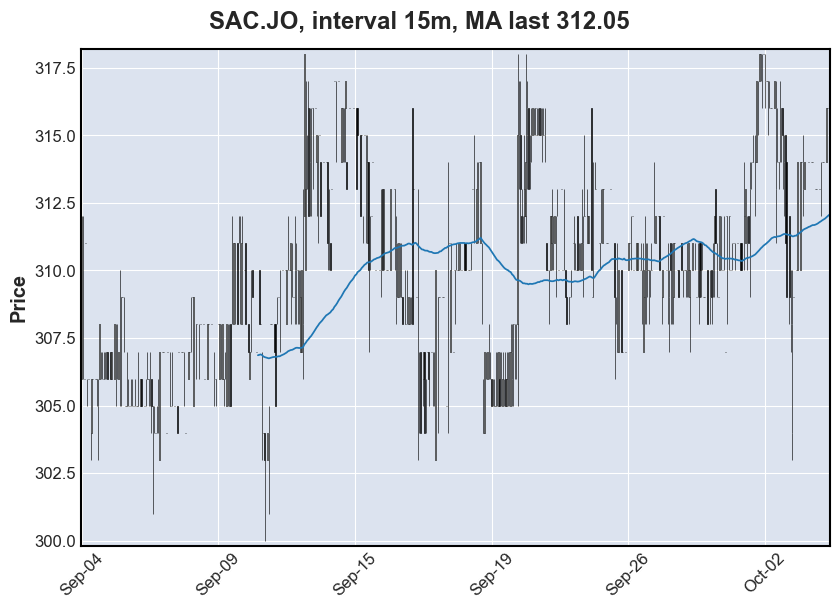 SAC.JO, interval 15m, MA last 312.05
317.5
315.0
312.5
310.0
307.5
305.0
302.5
300.0
Price
Sep-04
Sep-09
Sep-15
Sep-19
Sep-26
Oct-02